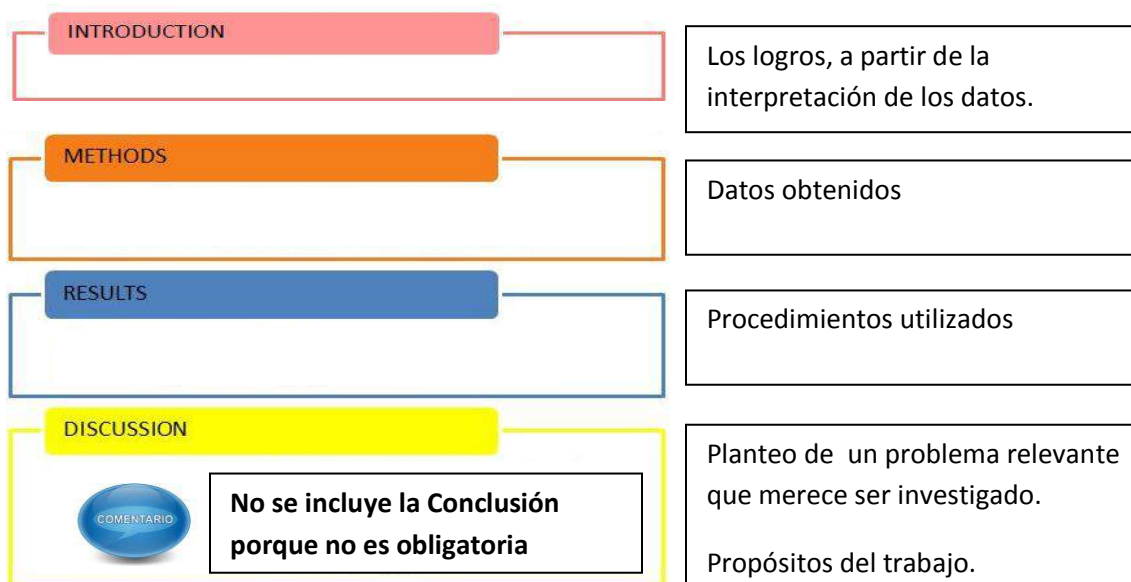 INTRODUCTION
Los logros, a partir de la
interpretación de los datos.
METHODS
Datos obtenidos
RESULTS
Procedimientos utilizados
DISCUSSION
COMENTARIO
No se incluye la Conclusión
porque no es obligatoria
Planteo de un problema relevante
que merece ser investigado.
Propósitos del trabajo.